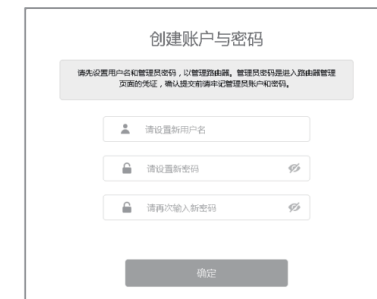 创建账户与密码
请先设置用户名和管理员密码，以管理路由器。管理员密码是进入路由器管理
页面的凭证，确认提交前请牢记管理员账户和密码。
请设置新用户名
请设置新密码
请再次输入新密码
确定